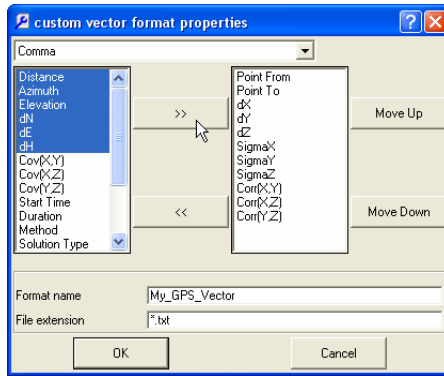 custom vector format properties
Comma
Distance
Azimuth
Elevation
dN
dE
dH
Cov(X,Y)
Cov(X,Z)
Cov(Y,Z)
Start Time
Duration
Method
Solution Type
>>
<<
Point From
Point To
dX
dY
dZ
SigmaX
SigmaY
SigmaZ
Corr(X,Y)
Corr(X,Z)
Corr(Y,Z)
Move Up
Move Down
Format name My_GPS_Vector
File extension *.txt
OK Cancel